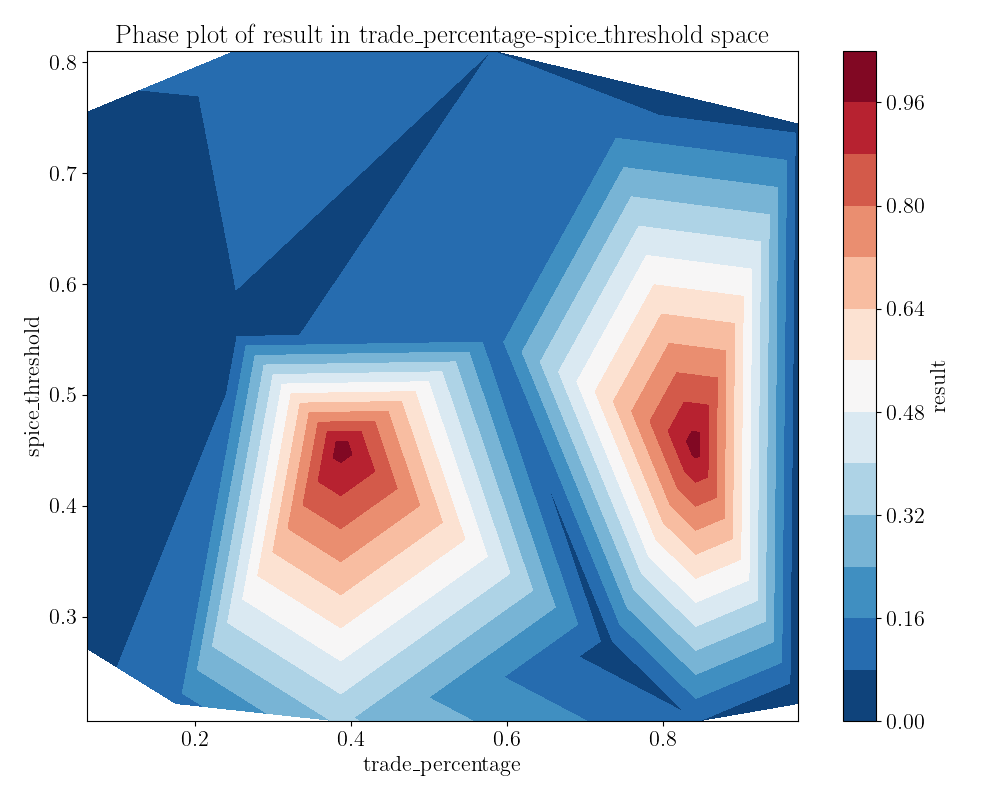 Phase plot of result in trade_percentage-spice_threshold space
0.8
0.7
0.6
0.5
0.4
0.3
spice_threshold
0.2 0.4 0.6 0.8
trade_percentage
0.96
0.80
0.64
0.48
0.32
0.16
0.00
result